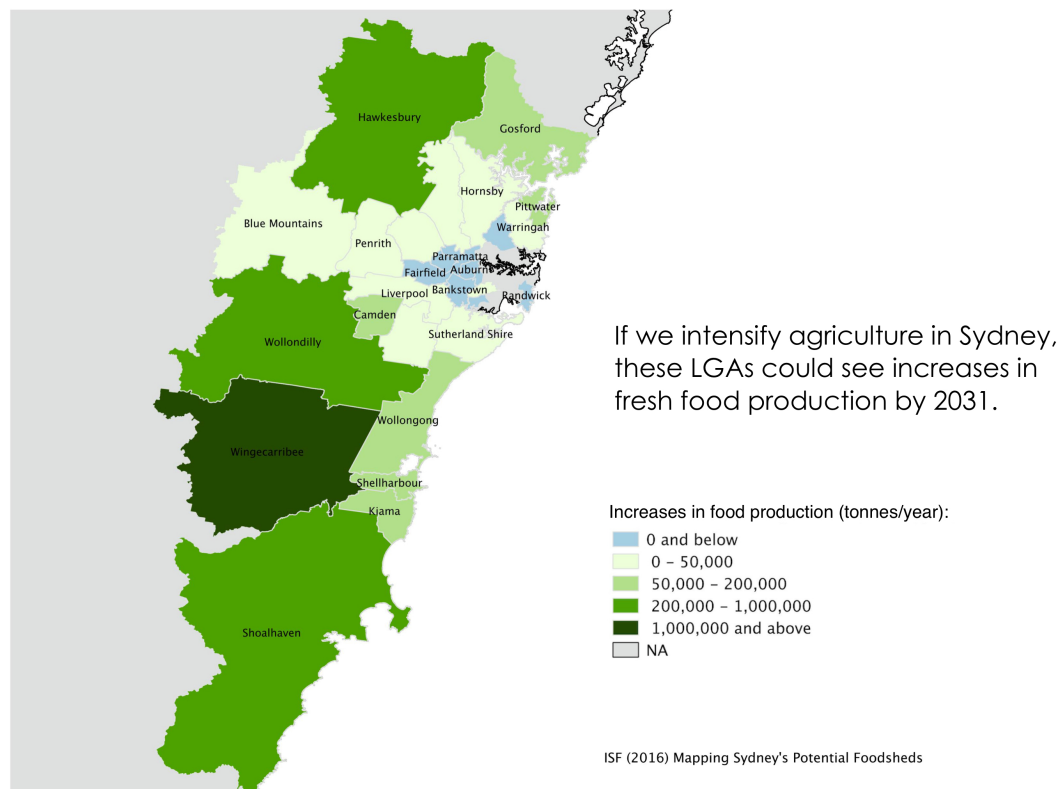 Hawkesbury
Gosford
Hornsby
Pittwater
Blue Mountains
Warringah
Penrith
Parramatta
Fairfield
Auburn
Liverpool
Bankstown
Randwick
Camden
Sutherland Shire
Wollondilly
Wollongong
Wingecarribee
Shellharbour
Kiama
Shoalhaven
If we intensify agriculture in Sydney,
these LGAs could see increases in
fresh food production by 2031.
Increases in food production (tonnes/year):
0 and below
0 – 50,000
50,000 – 200,000
200,000 – 1,000,000
1,000,000 and above
NA
ISF (2016) Mapping Sydney's Potential Foodsheds